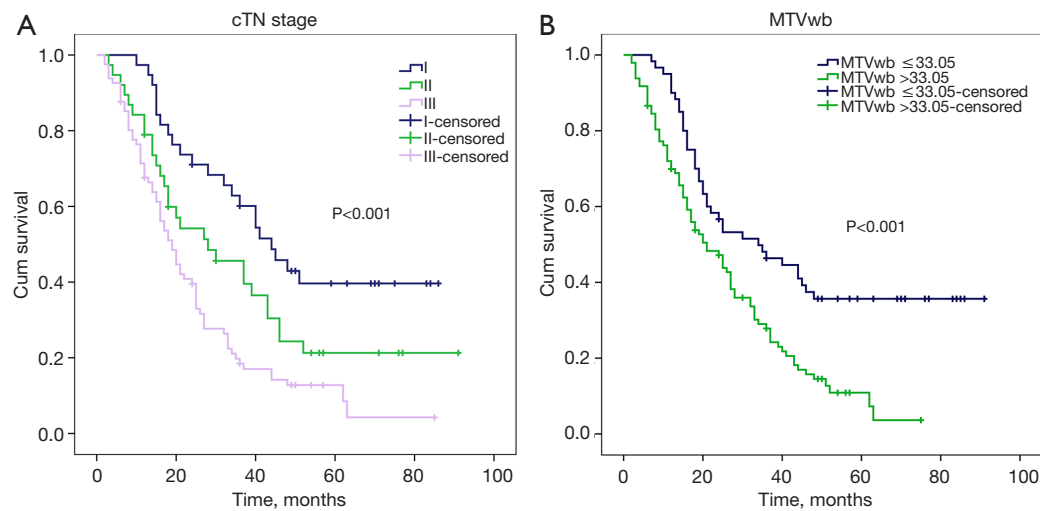 A
cTN stage
I
II
III
I-censored
II-censored
III-censored
P<0.001
Cum survival
1.0
0.8
0.6
0.4
0.2
0.0
0 20 40 60 80 100
Time, months
B
MTVwb
MTVwb ≤33.05
MTVwb >33.05
MTVwb ≤33.05-censored
MTVwb >33.05-censored
P<0.001
Cum survival
1.0
0.8
0.6
0.4
0.2
0.0
0 20 40 60 80 100
Time, months